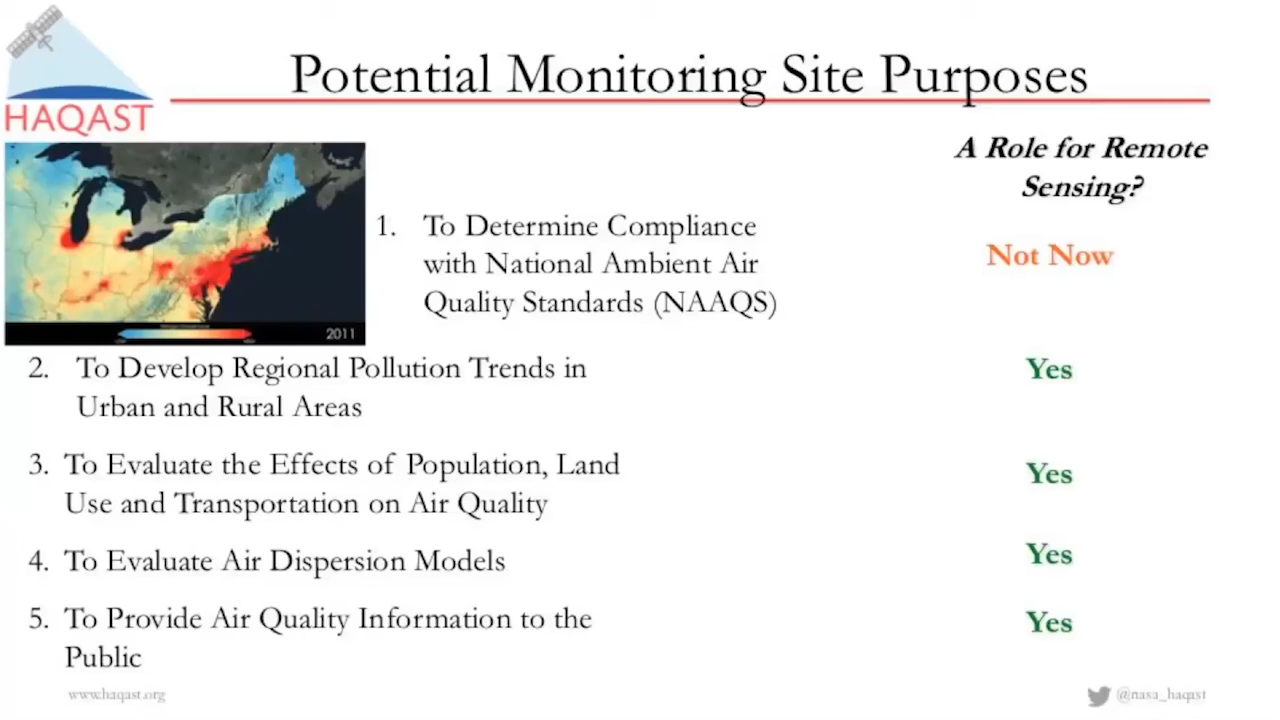 HAQAST
Potential Monitoring Site Purposes
A Role for Remote
Sensing?
1. To Determine Compliance
with National Ambient Air
Quality Standards (NAAQS)
Not Now
2011
2. To Develop Regional Pollution Trends in
Urban and Rural Areas
Yes
3. To Evaluate the Effects of Population, Land
Use and Transportation on Air Quality
Yes
4. To Evaluate Air Dispersion Models
Yes
5. To Provide Air Quality Information to the
Public
Yes
www.haqast.org
@nasa_haqast